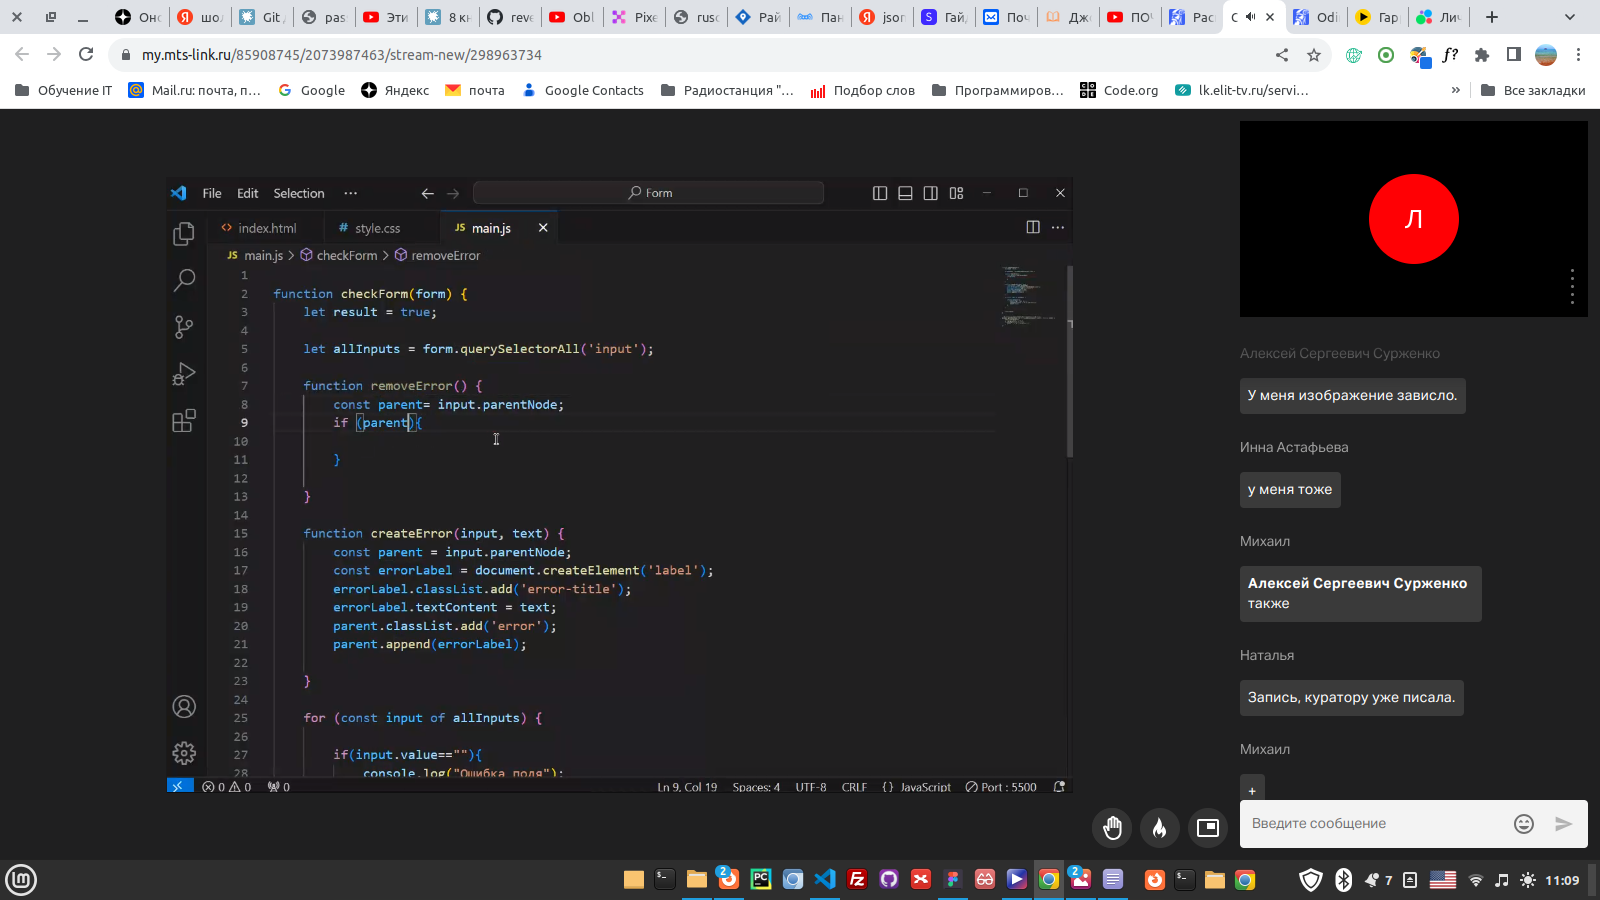 Онс
шол
Git
pas
Эти
8 кн
reve
Obl
Pixe
rusc
Рай
Пан
json
Гай
Поч
Дже
ПОЧ
Рас
С
Odi
Гар
Лич
my.mts-link.ru/85908745/2073987463/stream-new/298963734
f?
Обучение IT
Mail.ru: почта, п…
Google
Яндекс
почта
Google Contacts
Радиостанция "…
Подбор слов
Программиров…
Code.org
lk.elit-tv.ru/servi…
»
Все закладки
File Edit Selection ··· Form
index.html
# style.css
JS main.js
JS main.js > checkForm > removeError
1
2 function checkForm(form) {
3 let result = true;
4
5 let allInputs = form.querySelectorAll('input');
6
7 function removeError() {
8 const parent= input.parentNode;
9 if (parent){
10
11 }
12
13 }
14
15 function createError(input, text) {
16 const parent = input.parentNode;
17 const errorLabel = document.createElement('label');
18 errorLabel.classList.add('error-title');
19 errorLabel.textContent = text;
20 parent.classList.add('error');
21 parent.append(errorLabel);
22
23 }
24
25 for (const input of allInputs) {
26
27 if(input.value==""){
28 console.log("Ошибка поля");
0 0 0 Ln 9, Col 19 Spaces: 4 UTF-8 CRLF {} JavaScript Port : 5500
Л
Алексей Сергеевич Сурженко
У меня изображение зависло.
Инна Астафьева
у меня тоже
Михаил
Алексей Сергеевич Сурженко
также
Наталья
Запись, куратору уже писала.
Михаил
+
Введите сообщение
2
PC
FZ
2
7
11:09